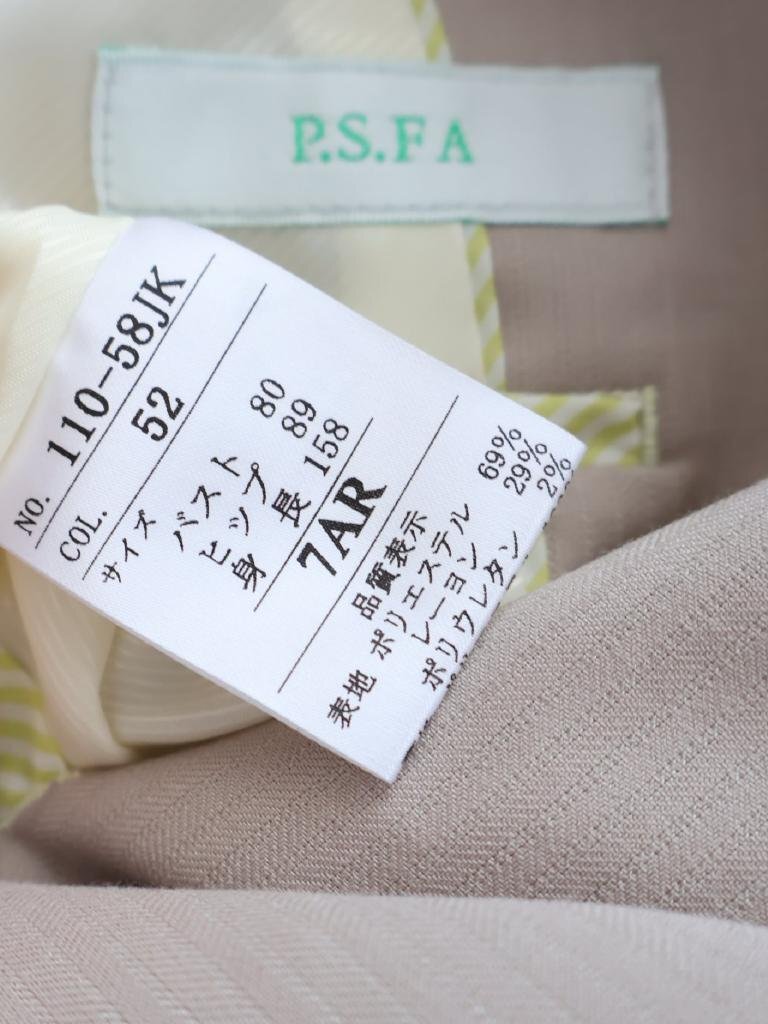 P.S.FA
NO. 110-58JK
COL. 52
サイズ
バスト 80
ヒップ 89
身長 158
7AR
品質表示
表地 ポリエステル 69%
レーヨン 29%
ポリウレタン 2%